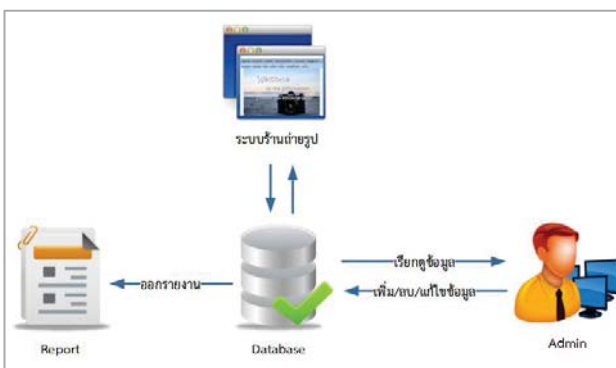 ระบบร้านถ่ายรูป
เรียกดูข้อมูล
ออกรายงาน
เพิ่ม/ลบ/แก้ไขข้อมูล
Report
Database
Admin